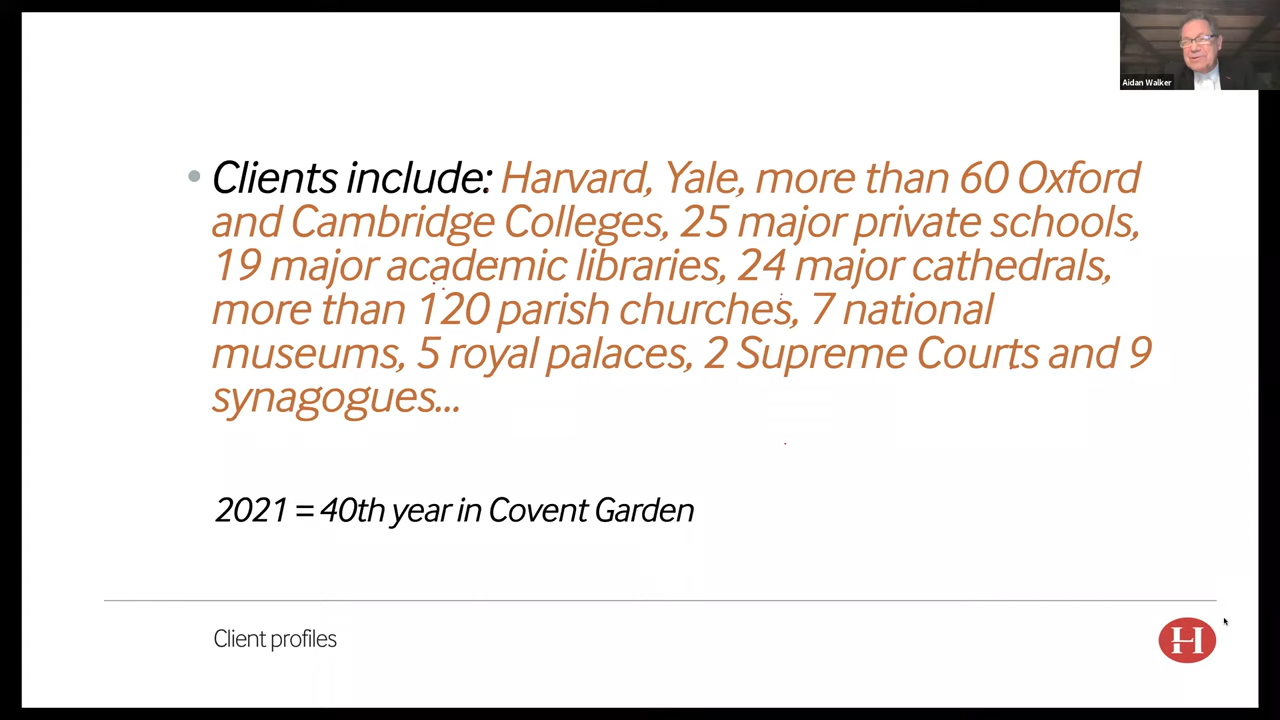 Aidan Walker
• Clients include: Harvard, Yale, more than 60 Oxford
and Cambridge Colleges, 25 major private schools,
19 major academic libraries, 24 major cathedrals,
more than 120 parish churches, 7 national
museums, 5 royal palaces, 2 Supreme Courts and 9
synagogues...
2021 = 40th year in Covent Garden
Client profiles
H